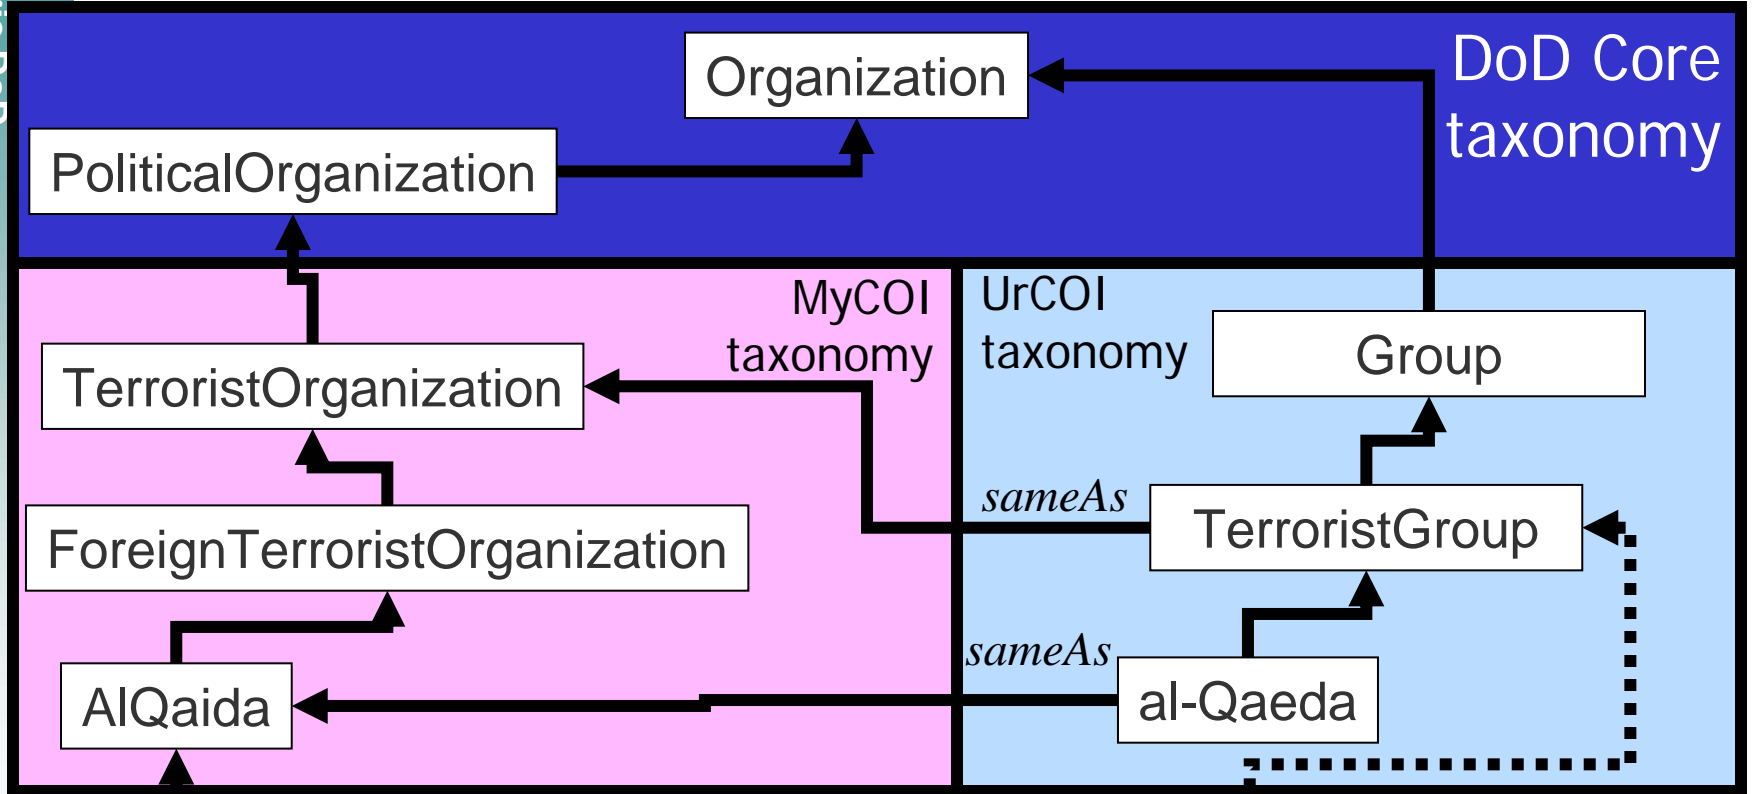 Organization
DoD Core
taxonomy
PoliticalOrganization
MyCOI
taxonomy
UrCOI
taxonomy
Group
TerroristOrganization
sameAs
TerroristGroup
ForeignTerroristOrganization
sameAs
AlQaida
al-Qaeda